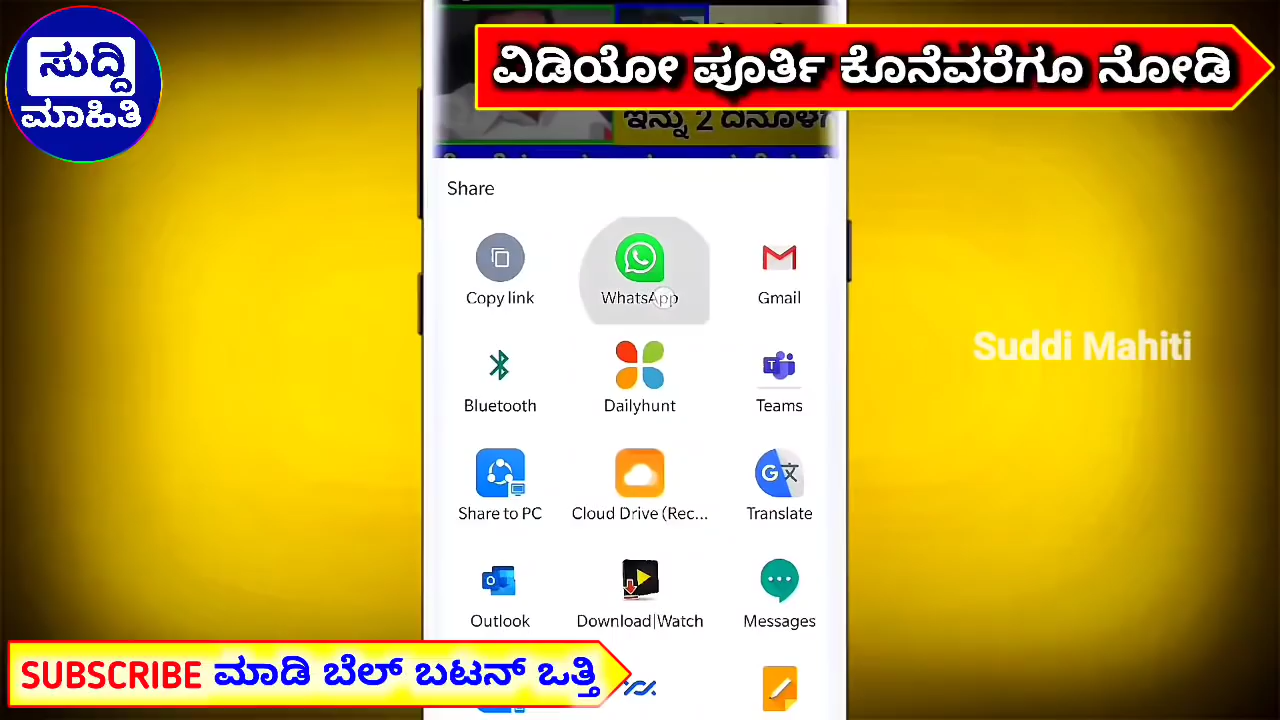 ಸುದ್ದಿ
ಮಾಹಿತಿ
ವಿಡಿಯೋ ಪೂರ್ತಿ ಕೊನೆವರೆಗೂ ನೋಡಿ
ಇನ್ನು 2 ದಿನೊಳಗ
Share
Copy link
WhatsApp
Gmail
Suddi Mahiti
Bluetooth
Dailyhunt
Teams
Share to PC
Cloud Drive (Rec...
Translate
Outlook
Download|Watch
Messages
SUBSCRIBE ಮಾಡಿ ಬೆಲ್ ಬಟನ್ ಒತ್ತಿ